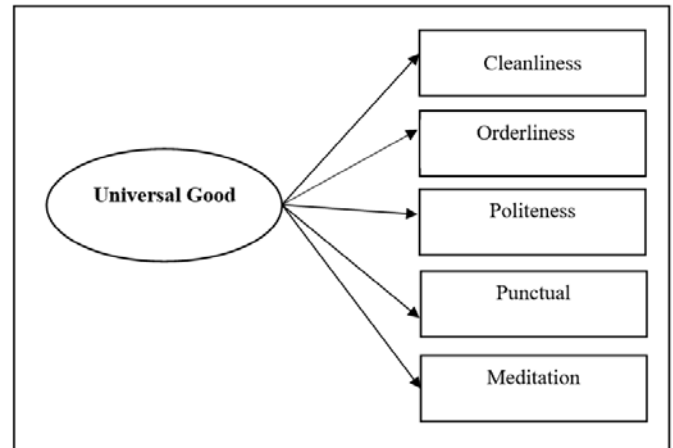 Universal Good
Cleanliness
Orderliness
Politeness
Punctual
Meditation